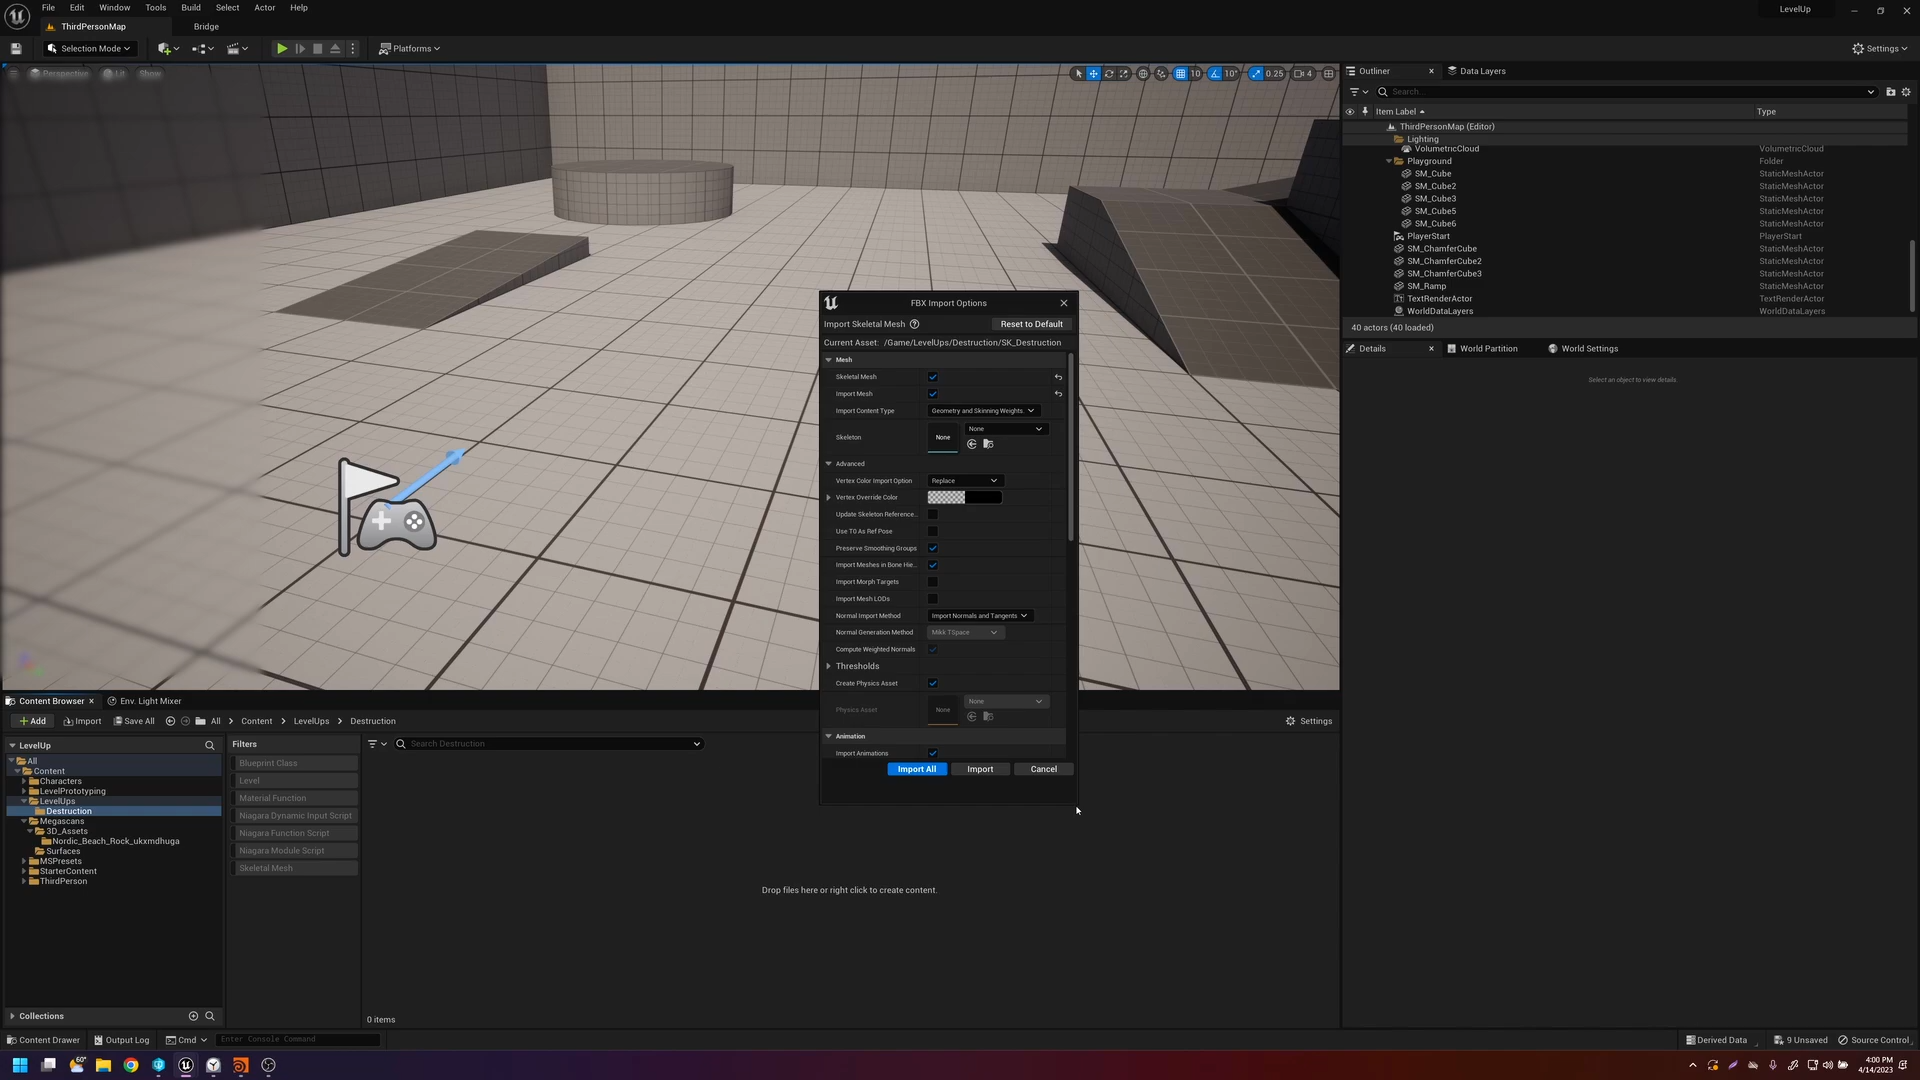 File
Edit
Window
Tools
Build
Select
Actor
Help
LevelUp
ThirdPersonMap
Bridge
Selection Mode
Platforms
Settings
Perspective
Lit
Show
10
10°
0.25
4
Outliner
Data Layers
Search...
Item Label
Type
ThirdPersonMap (Editor)
Lighting
VolumetricCloud VolumetricCloud
Playground Folder
SM_Cube StaticMeshActor
SM_Cube2 StaticMeshActor
SM_Cube3 StaticMeshActor
SM_Cube5 StaticMeshActor
SM_Cube6 StaticMeshActor
PlayerStart PlayerStart
SM_ChamferCube StaticMeshActor
SM_ChamferCube2 StaticMeshActor
SM_ChamferCube3 StaticMeshActor
SM_Ramp StaticMeshActor
TextRenderActor TextRenderActor
WorldDataLayers WorldDataLayers
40 actors (40 loaded)
Details
World Partition
World Settings
Select an object to view details.
FBX Import Options
Import Skeletal Mesh
Reset to Default
Current Asset: /Game/LevelUps/Destruction/SK_Destruction
Mesh
Skeletal Mesh
Import Mesh
Import Content Type Geometry and Skinning Weights.
Skeleton None None
Advanced
Vertex Color Import Option Replace
Vertex Override Color
Update Skeleton Reference...
Use T0 As Ref Pose
Preserve Smoothing Groups
Import Meshes in Bone Hie...
Import Morph Targets
Import Mesh LODs
Normal Import Method Import Normals and Tangents
Normal Generation Method Mikk TSpace
Compute Weighted Normals
Thresholds
Create Physics Asset
Physics Asset None None
Animation
Import Animations
Import All
Import
Cancel
Content Browser
Env. Light Mixer
Add
Import
Save All
All
Content
LevelUps
Destruction
Settings
LevelUp
All
Content
Characters
LevelPrototyping
LevelUps
Destruction
Megascans
3D_Assets
Nordic_Beach_Rock_ukxmdhuga
Surfaces
MSPresets
StarterContent
ThirdPerson
Collections
Filters
Blueprint Class
Level
Material Function
Niagara Dynamic Input Script
Niagara Function Script
Niagara Module Script
Skeletal Mesh
Search Destruction
Drop files here or right click to create content.
0 items
Content Drawer
Output Log
Cmd
Enter Console Command
Derived Data
9 Unsaved
Source Control
60°
4:00 PM
4/14/2023